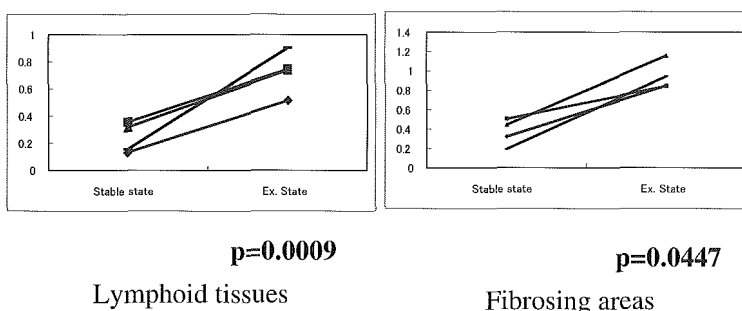 1
0.8
0.6
0.4
0.2
0
Stable state
Ex. State
p=0.0009
Lymphoid tissues
1.4
1.2
1
0.8
0.6
0.4
0.2
0
Stable state
Ex. State
p=0.0447
Fibrosing areas